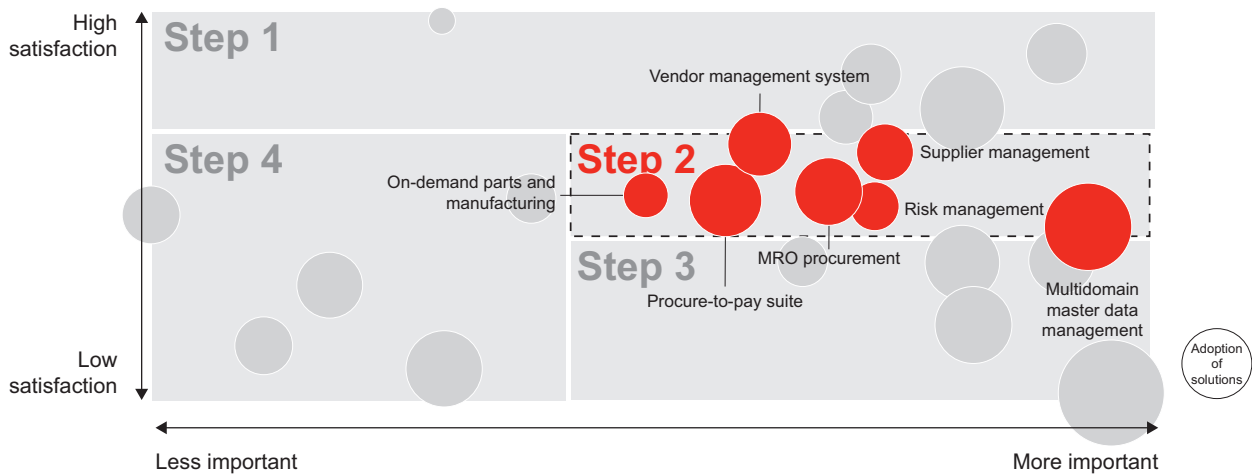 High
satisfaction
Step 1
Vendor management system
Step 4
Step 2
Supplier management
On-demand parts and
manufacturing
Risk management
Step 3
MRO procurement
Procure-to-pay suite
Multidomain
master data
management
Low
satisfaction
Adoption
of
solutions
Less important
More important